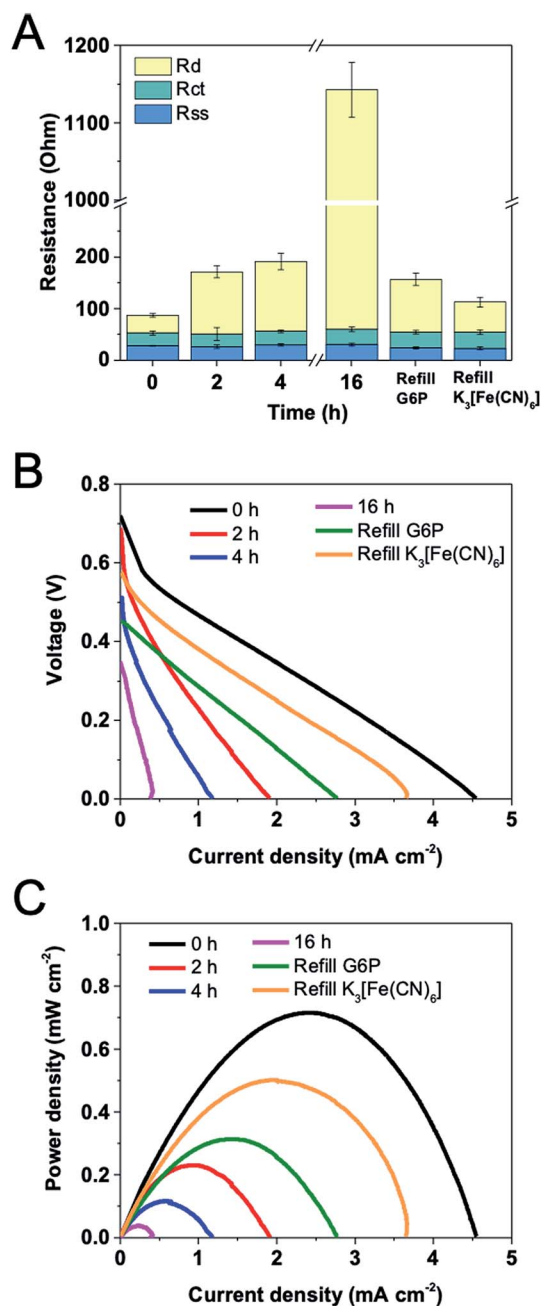 A
Resistance (Ohm)
1200
1100
1000
200
100
0
Rd
Rct
Rss
0
2
4
16
Refill
G6P
Refill
K₃[Fe(CN)₆]
Time (h)
B
Voltage (V)
0.8
0.6
0.4
0.2
0.0
0 h
2 h
4 h
16 h
Refill G6P
Refill K₃[Fe(CN)₆]
0
1
2
3
4
5
Current density (mA cm⁻²)
C
Power density (mW cm⁻²)
1.0
0.8
0.6
0.4
0.2
0.0
0 h
2 h
4 h
16 h
Refill G6P
Refill K₃[Fe(CN)₆]
0
1
2
3
4
5
Current density (mA cm⁻²)